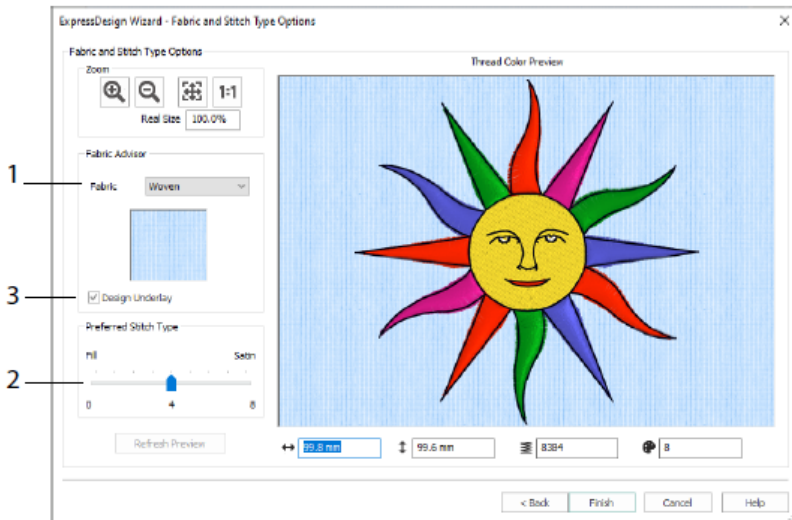 ExpressDesign Wizard - Fabric and Stitch Type Options
Fabric and Stitch Type Options
Zoom
1:1
Real Size 100.0%
Thread Color Preview
Fabric Advisor
1
Fabric Woven
3
Design Underlay
Preferred Stitch Type
Fill Satin
2
0 4 8
Refresh Preview
99.8 mm 99.6 mm 8384 8
< Back Finish Cancel Help